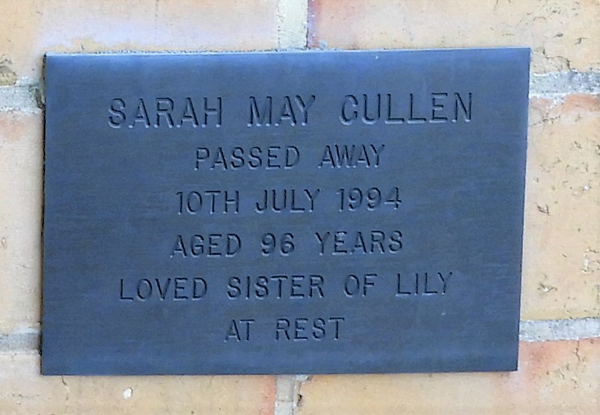 SARAH MAY CULLEN
PASSED AWAY
10TH JULY 1994
AGED 96 YEARS
LOVED SISTER OF LILY
AT REST